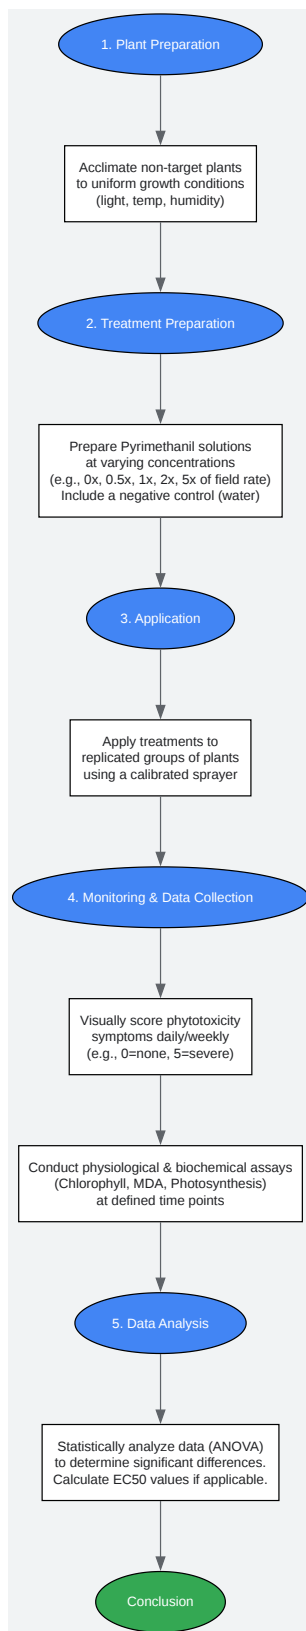 1. Plant Preparation
Acclimate non-target plants
to uniform growth conditions
(light, temp, humidity)
2. Treatment Preparation
Prepare Pyrimethanil solutions
at varying concentrations
(e.g., 0x, 0.5x, 1x, 2x, 5x of field rate)
Include a negative control (water)
3. Application
Apply treatments to
replicated groups of plants
using a calibrated sprayer
4. Monitoring & Data Collection
Visually score phytotoxicity
symptoms daily/weekly
(e.g., 0=none, 5=severe)
Conduct physiological & biochemical assays
(Chlorophyll, MDA, Photosynthesis)
at defined time points
5. Data Analysis
Statistically analyze data (ANOVA)
to determine significant differences.
Calculate EC50 values if applicable.
Conclusion